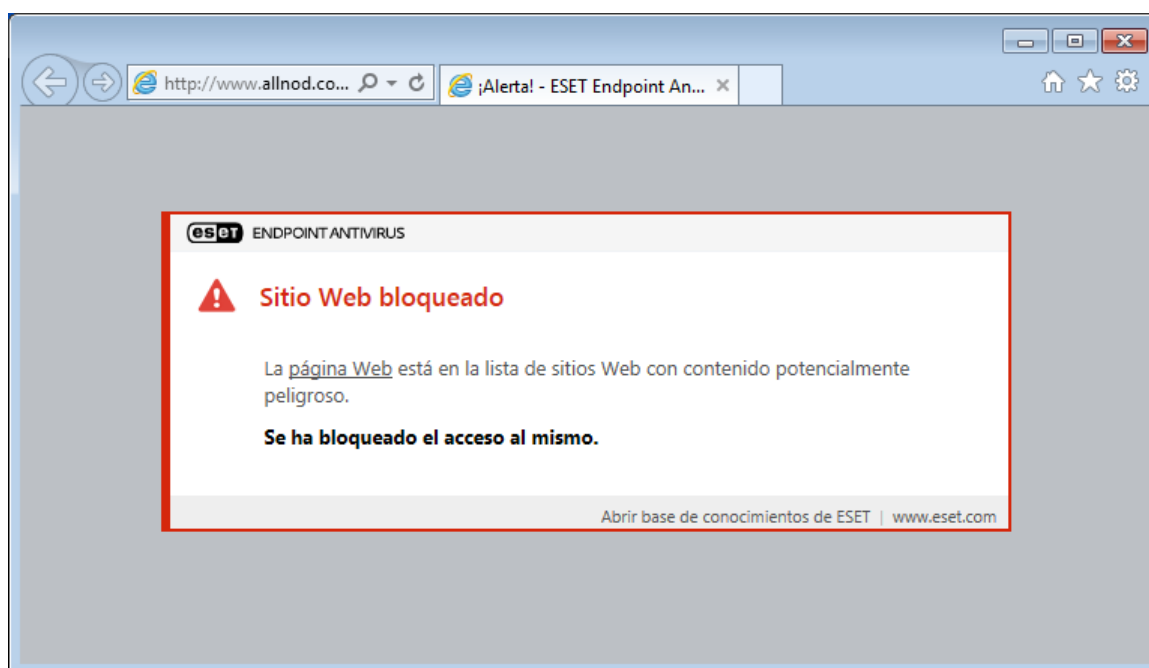 http://www.allnod.co...
¡Alerta! - ESET Endpoint An...
eset ENDPOINT ANTIVIRUS
Sitio Web bloqueado
La página Web está en la lista de sitios Web con contenido potencialmente
peligroso.
Se ha bloqueado el acceso al mismo.
Abrir base de conocimientos de ESET | www.eset.com